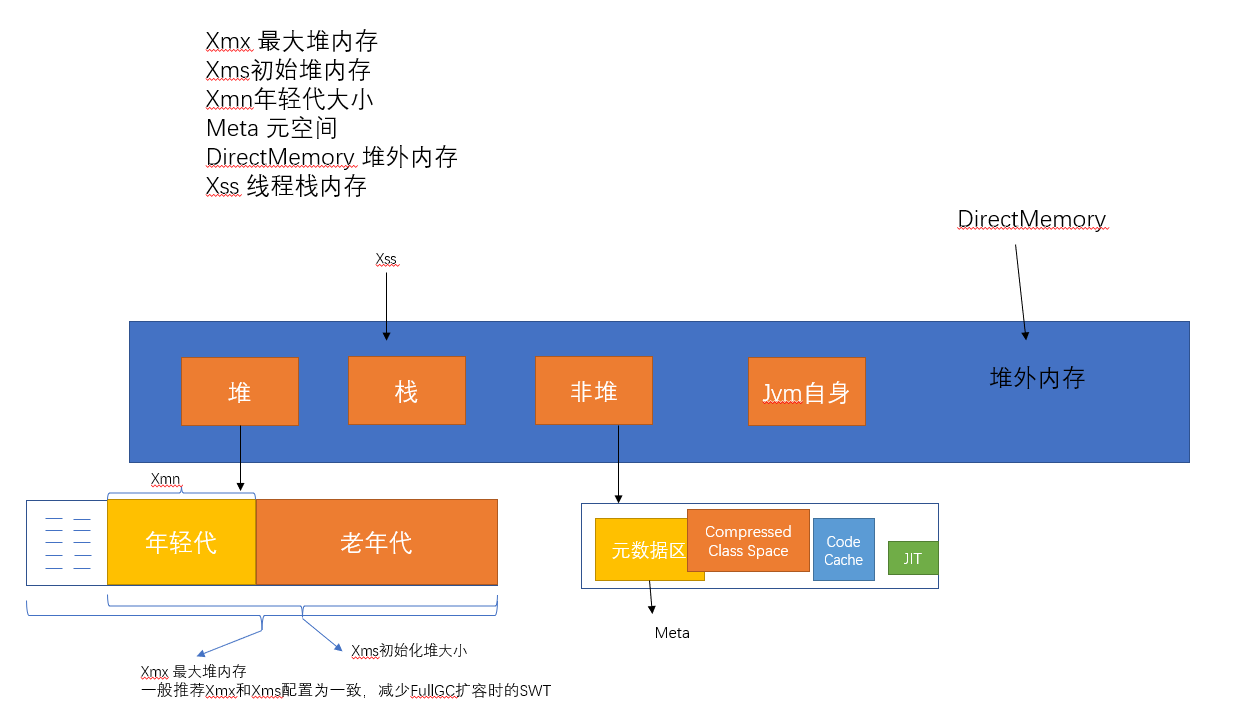 Xmx 最大堆内存
Xms初始堆内存
Xmn年轻代大小
Meta 元空间
DirectMemory 堆外内存
Xss 线程栈内存
DirectMemory
Xss
堆
栈
非堆
Jvm自身
堆外内存
Xmn
年轻代
老年代
元数据区
Compressed
Class Space
Code
Cache
JIT
Meta
Xms初始化堆大小
Xmx 最大堆内存
一般推荐Xmx和Xms配置为一致，减少FullGC扩容时的SWT